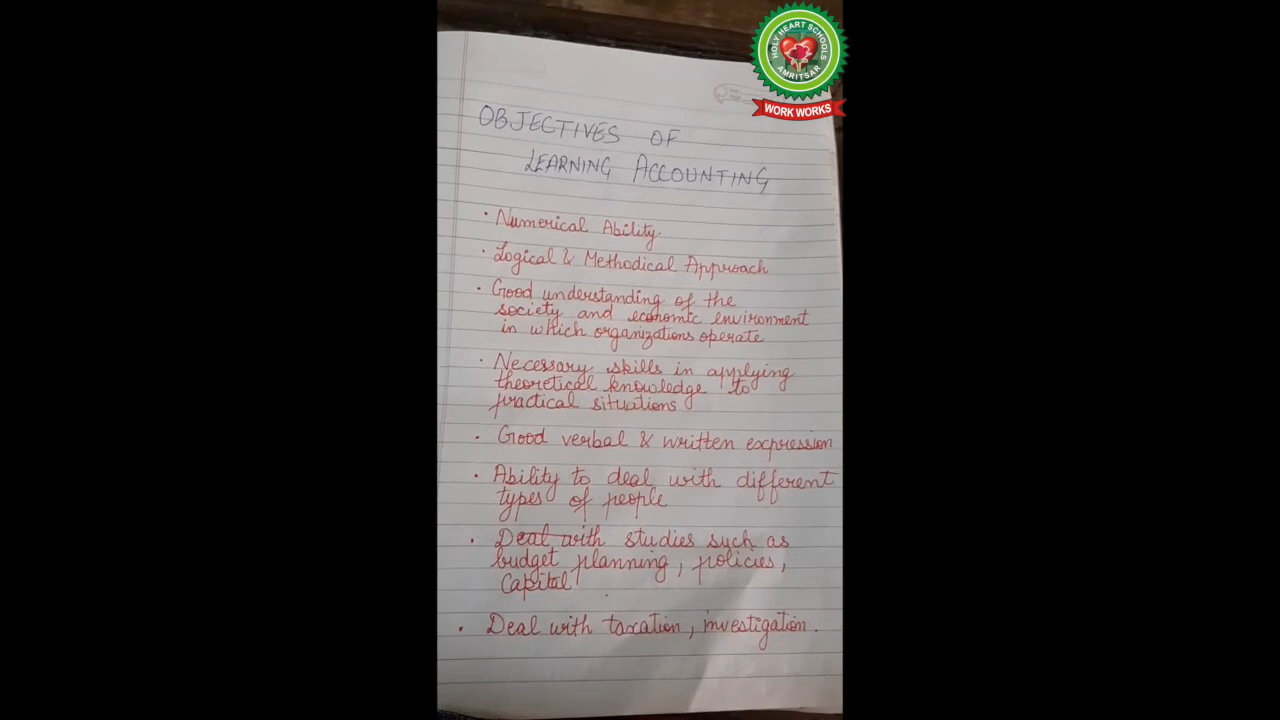 HOLY HEART SCHOOLS
AMRITSAR
WORK WORKS
OBJECTIVES OF
LEARNING ACCOUNTING
· Numerical Ability
· Logical & Methodical Approach
· Good understanding of the
society and economic environment
in which organizations operate
· Necessary skills in applying
theoretical knowledge to
practical situations
· Good verbal & written expression
· Ability to deal with different
types of people
· Deal with studies such as
budget planning, policies,
Capital
· Deal with taxation, investigation.